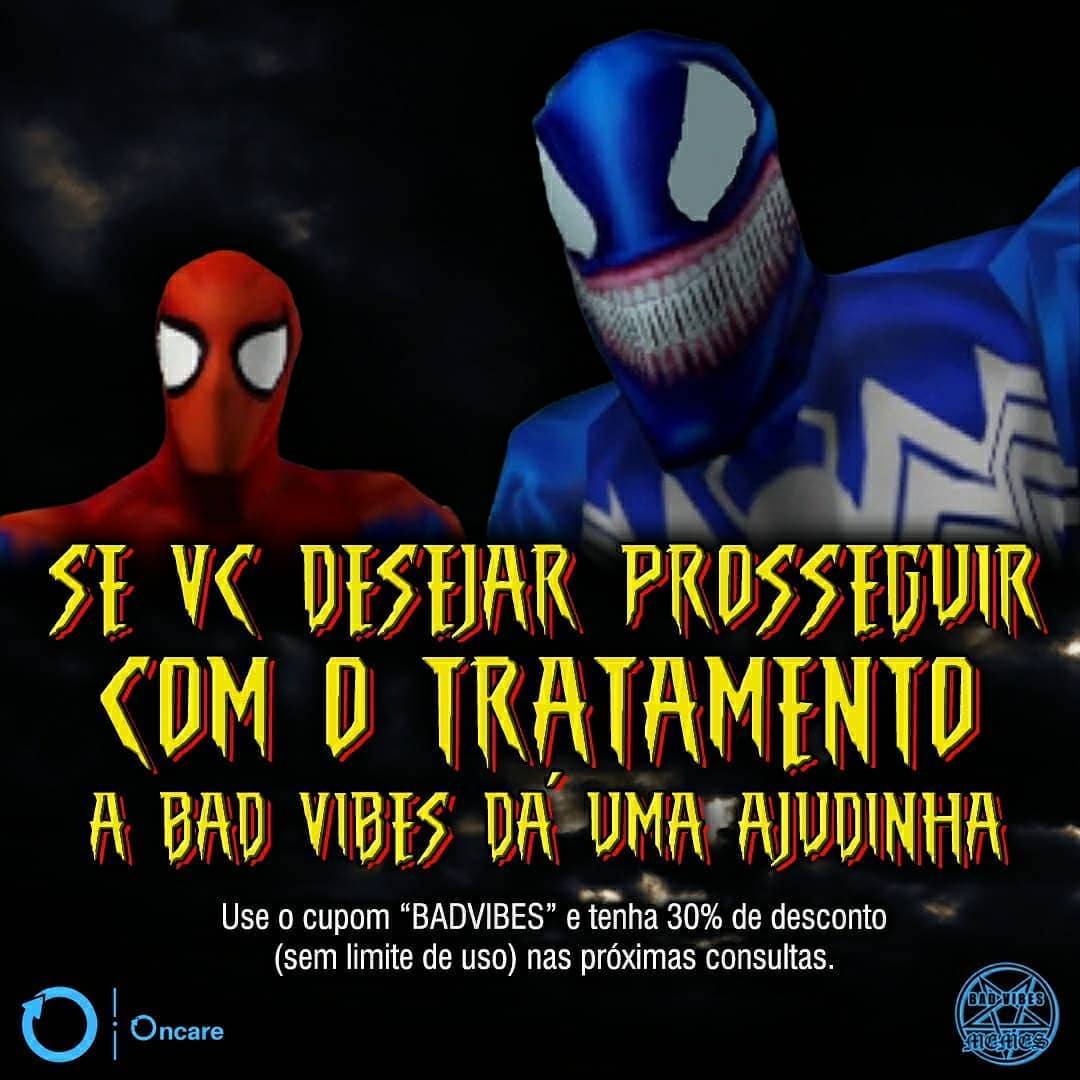 SE VC DESEJAR PROSSEGUIR
COM O TRATAMENTO
A BAD VIBES DÁ UMA AJUDINHA
Use o cupom “BADVIBES” e tenha 30% de desconto
(sem limite de uso) nas próximas consultas.
Oncare
BAD VIBES
MEMES